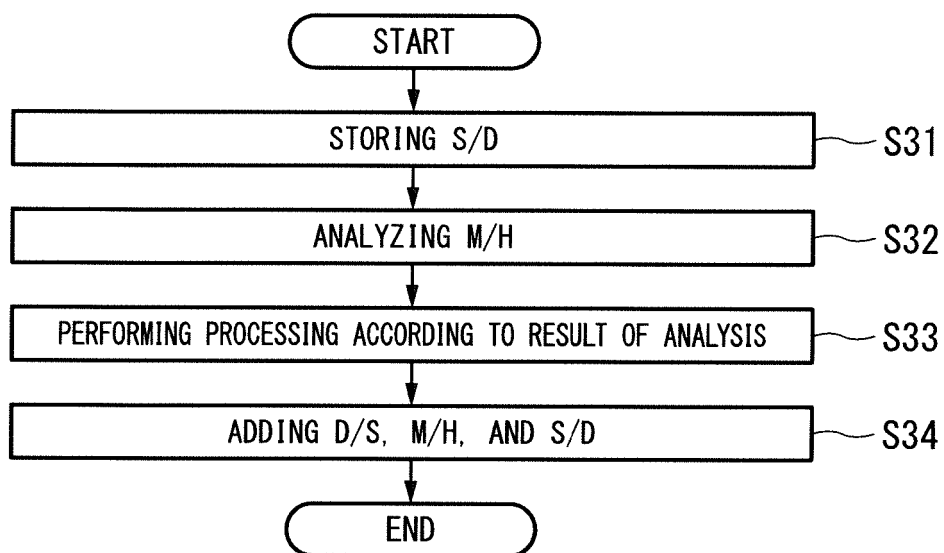 START
STORING S/D
S31
ANALYZING M/H
S32
PERFORMING PROCESSING ACCORDING TO RESULT OF ANALYSIS
S33
ADDING D/S, M/H, AND S/D
S34
END